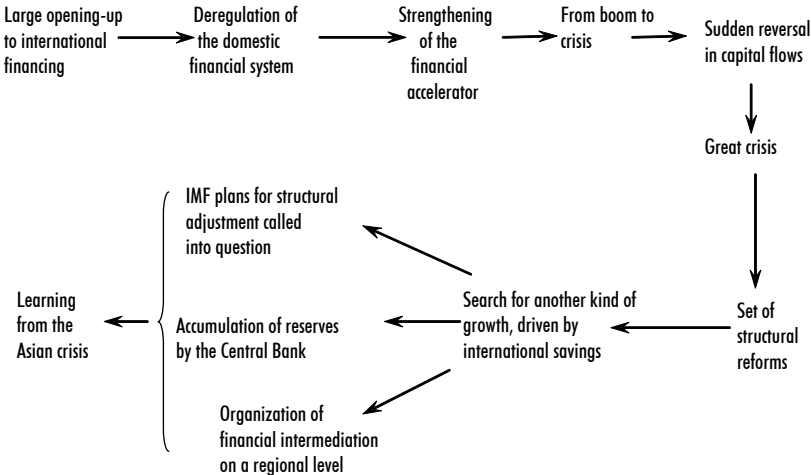 Large opening-up
to international
financing
Deregulation of
the domestic
financial system
Strengthening
of the
financial
accelerator
From boom to
crisis
Sudden reversal
in capital flows
Great crisis
Set of
structural
reforms
Search for another kind of
growth, driven by
international savings
IMF plans for structural
adjustment called
into question
Accumulation of reserves
by the Central Bank
Organization of
financial intermediation
on a regional level
Learning
from the
Asian crisis